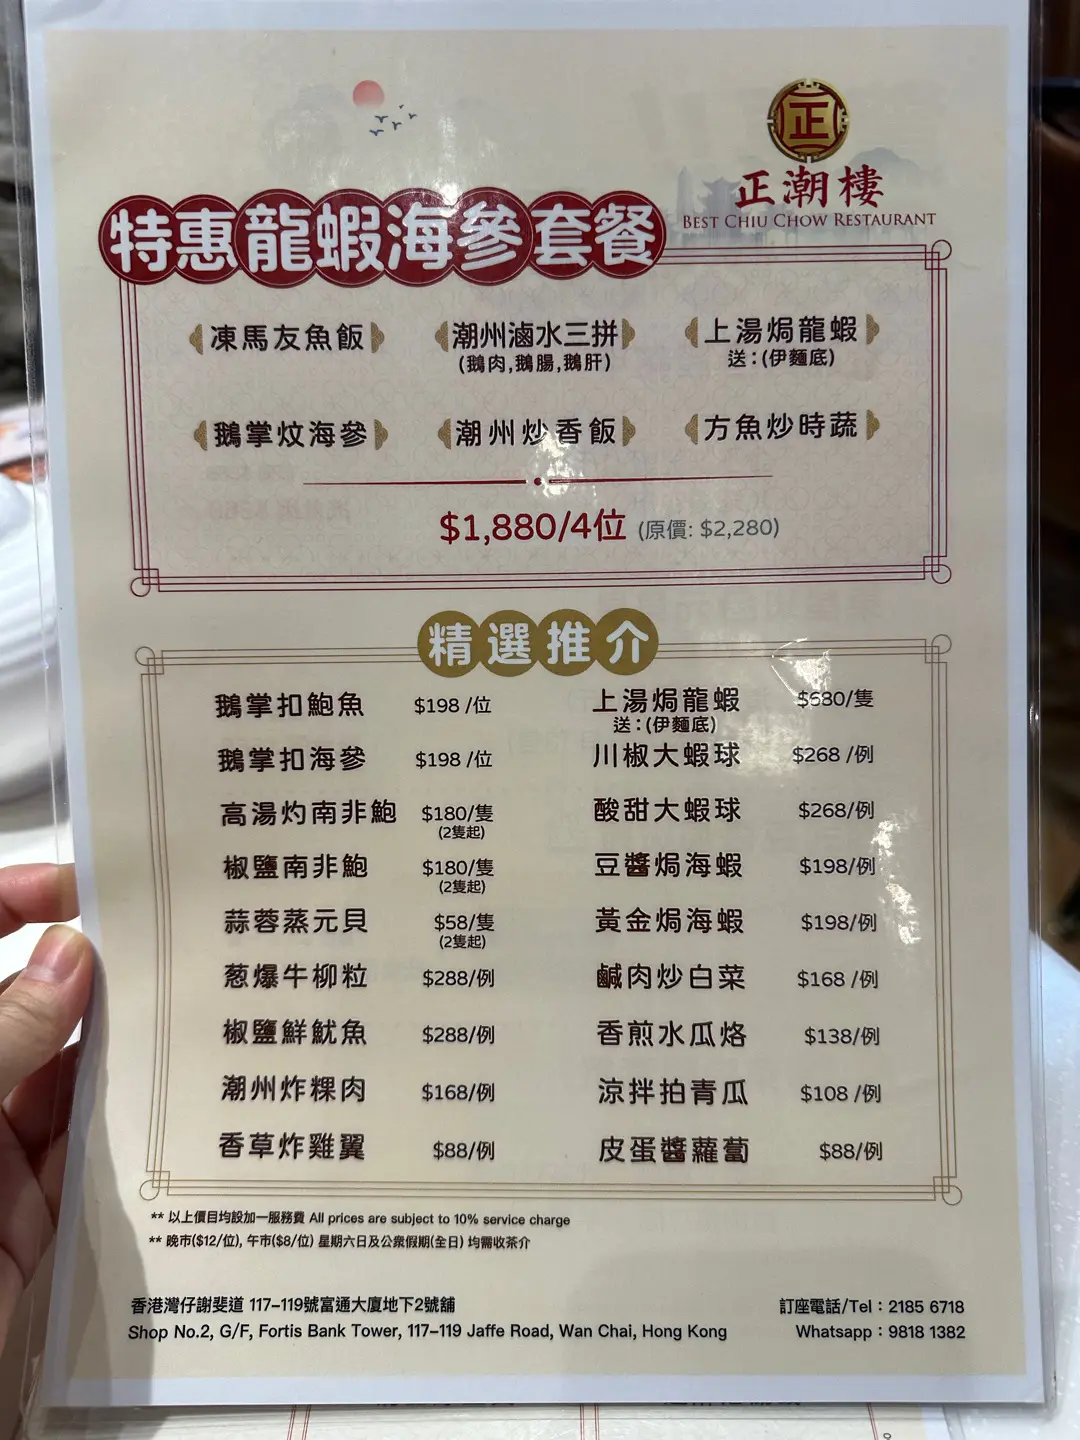 正
正潮樓
BEST CHIU CHOW RESTAURANT
特惠龍蝦海參套餐
凍馬友魚飯
潮州滷水三拼
(鵝肉,鵝腸,鵝肝)
上湯焗龍蝦
送:(伊麵底)
鵝掌炆海參
潮州炒香飯
方魚炒時蔬
$1,880/4位 (原價: $2,280)
精選推介
鵝掌扣鮑魚 $198 /位
鵝掌扣海參 $198 /位
高湯灼南非鮑 $180/隻
(2隻起)
椒鹽南非鮑 $180/隻
(2隻起)
蒜蓉蒸元貝 $58/隻
(2隻起)
葱爆牛柳粒 $288/例
椒鹽鮮魷魚 $288/例
潮州炸粿肉 $168/例
香草炸雞翼 $88/例
上湯焗龍蝦 $680/隻
送:(伊麵底)
川椒大蝦球 $268 /例
酸甜大蝦球 $268/例
豆醬焗海蝦 $198/例
黃金焗海蝦 $198/例
鹹肉炒白菜 $168 /例
香煎水瓜烙 $138/例
涼拌拍青瓜 $108 /例
皮蛋醬蘿蔔 $88/例
** 以上價目均設加一服務費 All prices are subject to 10% service charge
** 晚市($12/位), 午市($8/位) 星期六日及公衆假期(全日) 均需收茶介
香港灣仔謝斐道 117-119號富通大廈地下2號舖
Shop No.2, G/F, Fortis Bank Tower, 117-119 Jaffe Road, Wan Chai, Hong Kong
訂座電話/Tel : 2185 6718
Whatsapp : 9818 1382